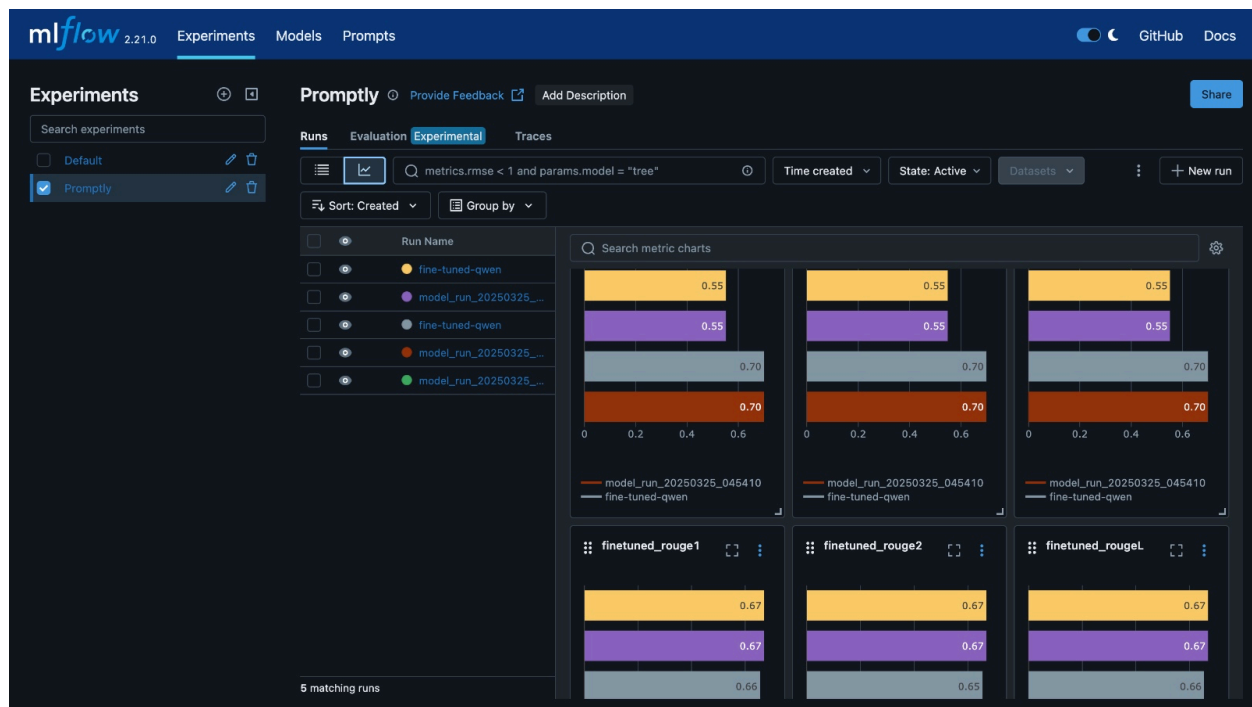 mlflow 2.21.0 Experiments Models Prompts GitHub Docs
Experiments
Search experiments
Default
Promptly
Promptly Provide Feedback Add Description Share
Runs Evaluation Experimental Traces
metrics.rmse < 1 and params.model = "tree" Time created State: Active Datasets New run
Sort: Created Group by
Run Name
fine-tuned-qwen
model_run_20250325_...
fine-tuned-qwen
model_run_20250325_...
model_run_20250325_...
5 matching runs
Search metric charts
0.55 0.55 0.55
0.55 0.55 0.55
0.70 0.70 0.70
0.70 0.70 0.70
0 0.2 0.4 0.6 0 0.2 0.4 0.6 0 0.2 0.4 0.6
model_run_20250325_045410 model_run_20250325_045410 model_run_20250325_045410
fine-tuned-qwen fine-tuned-qwen fine-tuned-qwen
finetuned_rouge1 finetuned_rouge2 finetuned_rougeL
0.67 0.67 0.67
0.67 0.67 0.67
0.66 0.65 0.66